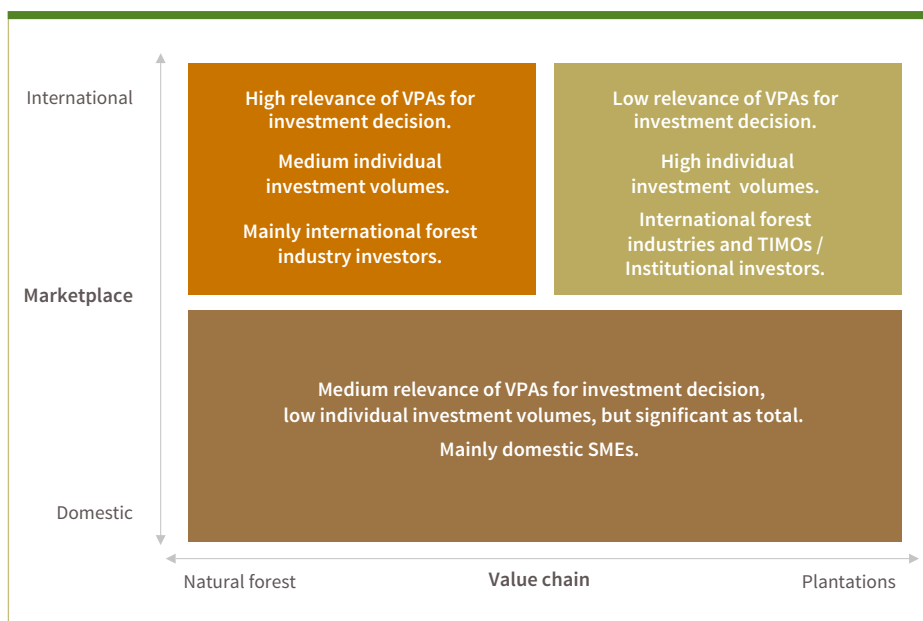 International
High relevance of VPAs for
investment decision.
Medium individual
investment volumes.
Mainly international forest
industry investors.
Low relevance of VPAs for
investment decision.
High individual
investment volumes.
International forest
industries and TIMOs /
Institutional investors.
Marketplace
Medium relevance of VPAs for investment decision,
low individual investment volumes, but significant as total.
Mainly domestic SMEs.
Domestic
Natural forest
Value chain
Plantations